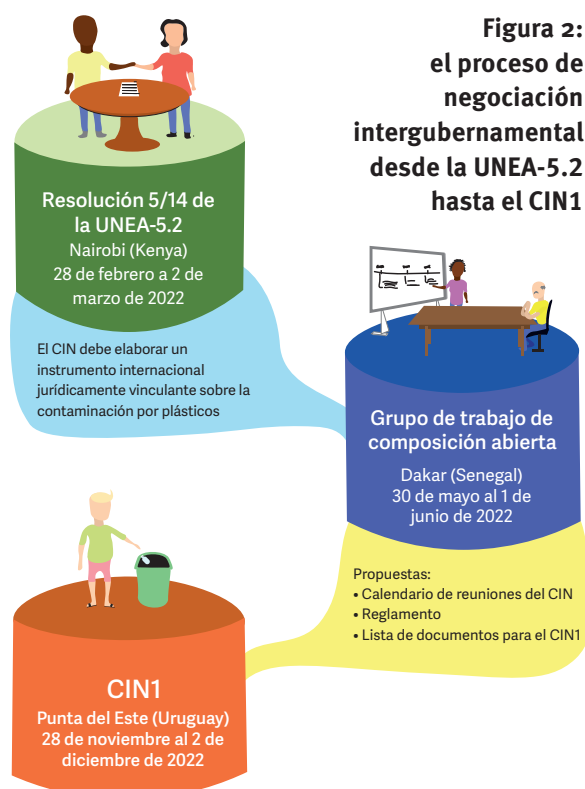 Figura 2:
el proceso de
negociación
intergubernamental
desde la UNEA-5.2
hasta el CIN1
Resolución 5/14 de
la UNEA-5.2
Nairobi (Kenya)
28 de febrero a 2 de
marzo de 2022
El CIN debe elaborar un
instrumento internacional
jurídicamente vinculante sobre la
contaminación por plásticos
Grupo de trabajo de
composición abierta
Dakar (Senegal)
30 de mayo al 1 de
junio de 2022
Propuestas:
• Calendario de reuniones del CIN
• Reglamento
• Lista de documentos para el CIN1
CIN1
Punta del Este (Uruguay)
28 de noviembre al 2 de
diciembre de 2022